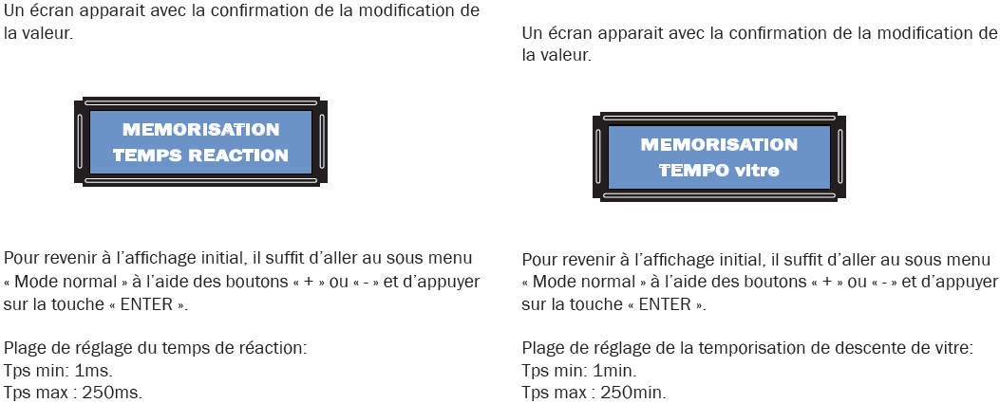 Un écran apparait avec la confirmation de la modification de
la valeur.
MEMORISATION
TEMPS REACTION
Pour revenir à l’affichage initial, il suffit d’aller au sous menu
« Mode normal » à l’aide des boutons « + » ou « - » et d’appuyer
sur la touche « ENTER ».
Plage de réglage du temps de réaction:
Tps min: 1ms.
Tps max : 250ms.
Un écran apparait avec la confirmation de la modification de
la valeur.
MEMORISATION
TEMPO vitre
Pour revenir à l’affichage initial, il suffit d’aller au sous menu
« Mode normal » à l’aide des boutons « + » ou « - » et d’appuyer
sur la touche « ENTER ».
Plage de réglage de la temporisation de descente de vitre:
Tps min: 1min.
Tps max : 250min.